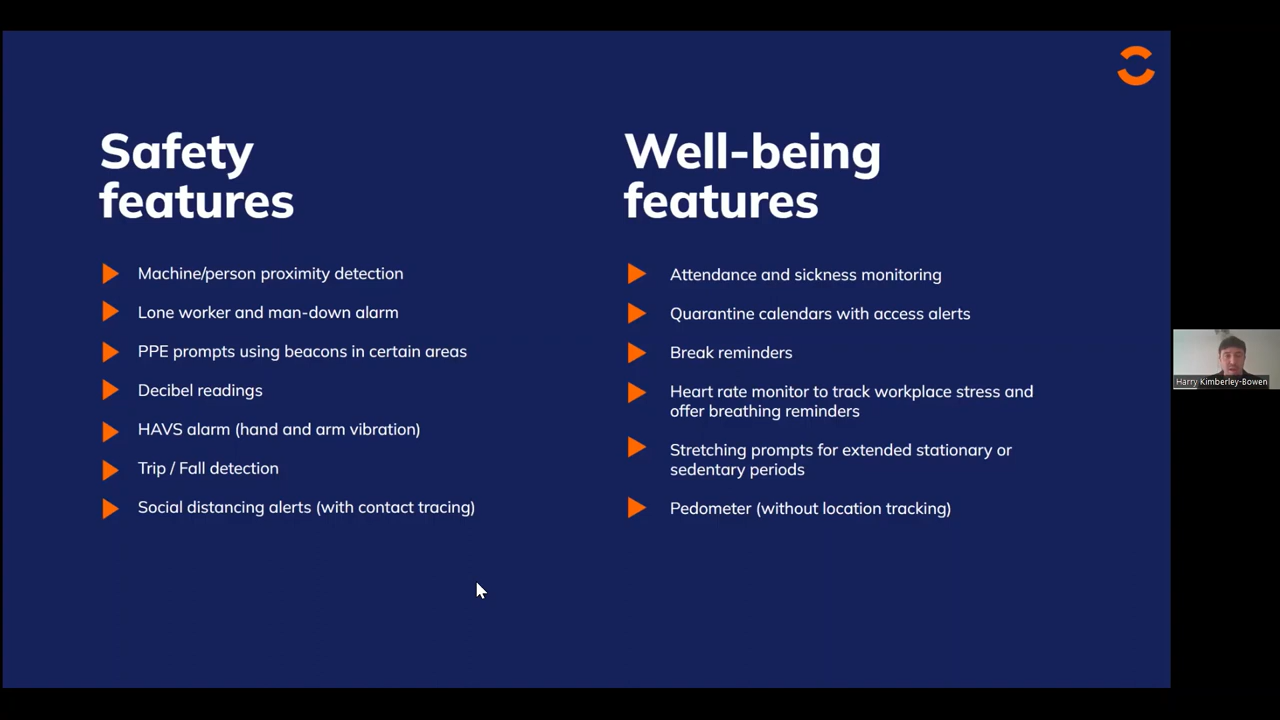 Safety
features
Machine/person proximity detection
Lone worker and man-down alarm
PPE prompts using beacons in certain areas
Decibel readings
HAVS alarm (hand and arm vibration)
Trip / Fall detection
Social distancing alerts (with contact tracing)
Well-being
features
Attendance and sickness monitoring
Quarantine calendars with access alerts
Break reminders
Heart rate monitor to track workplace stress and
offer breathing reminders
Stretching prompts for extended stationary or
sedentary periods
Pedometer (without location tracking)
Harry Kimberley-Bowen